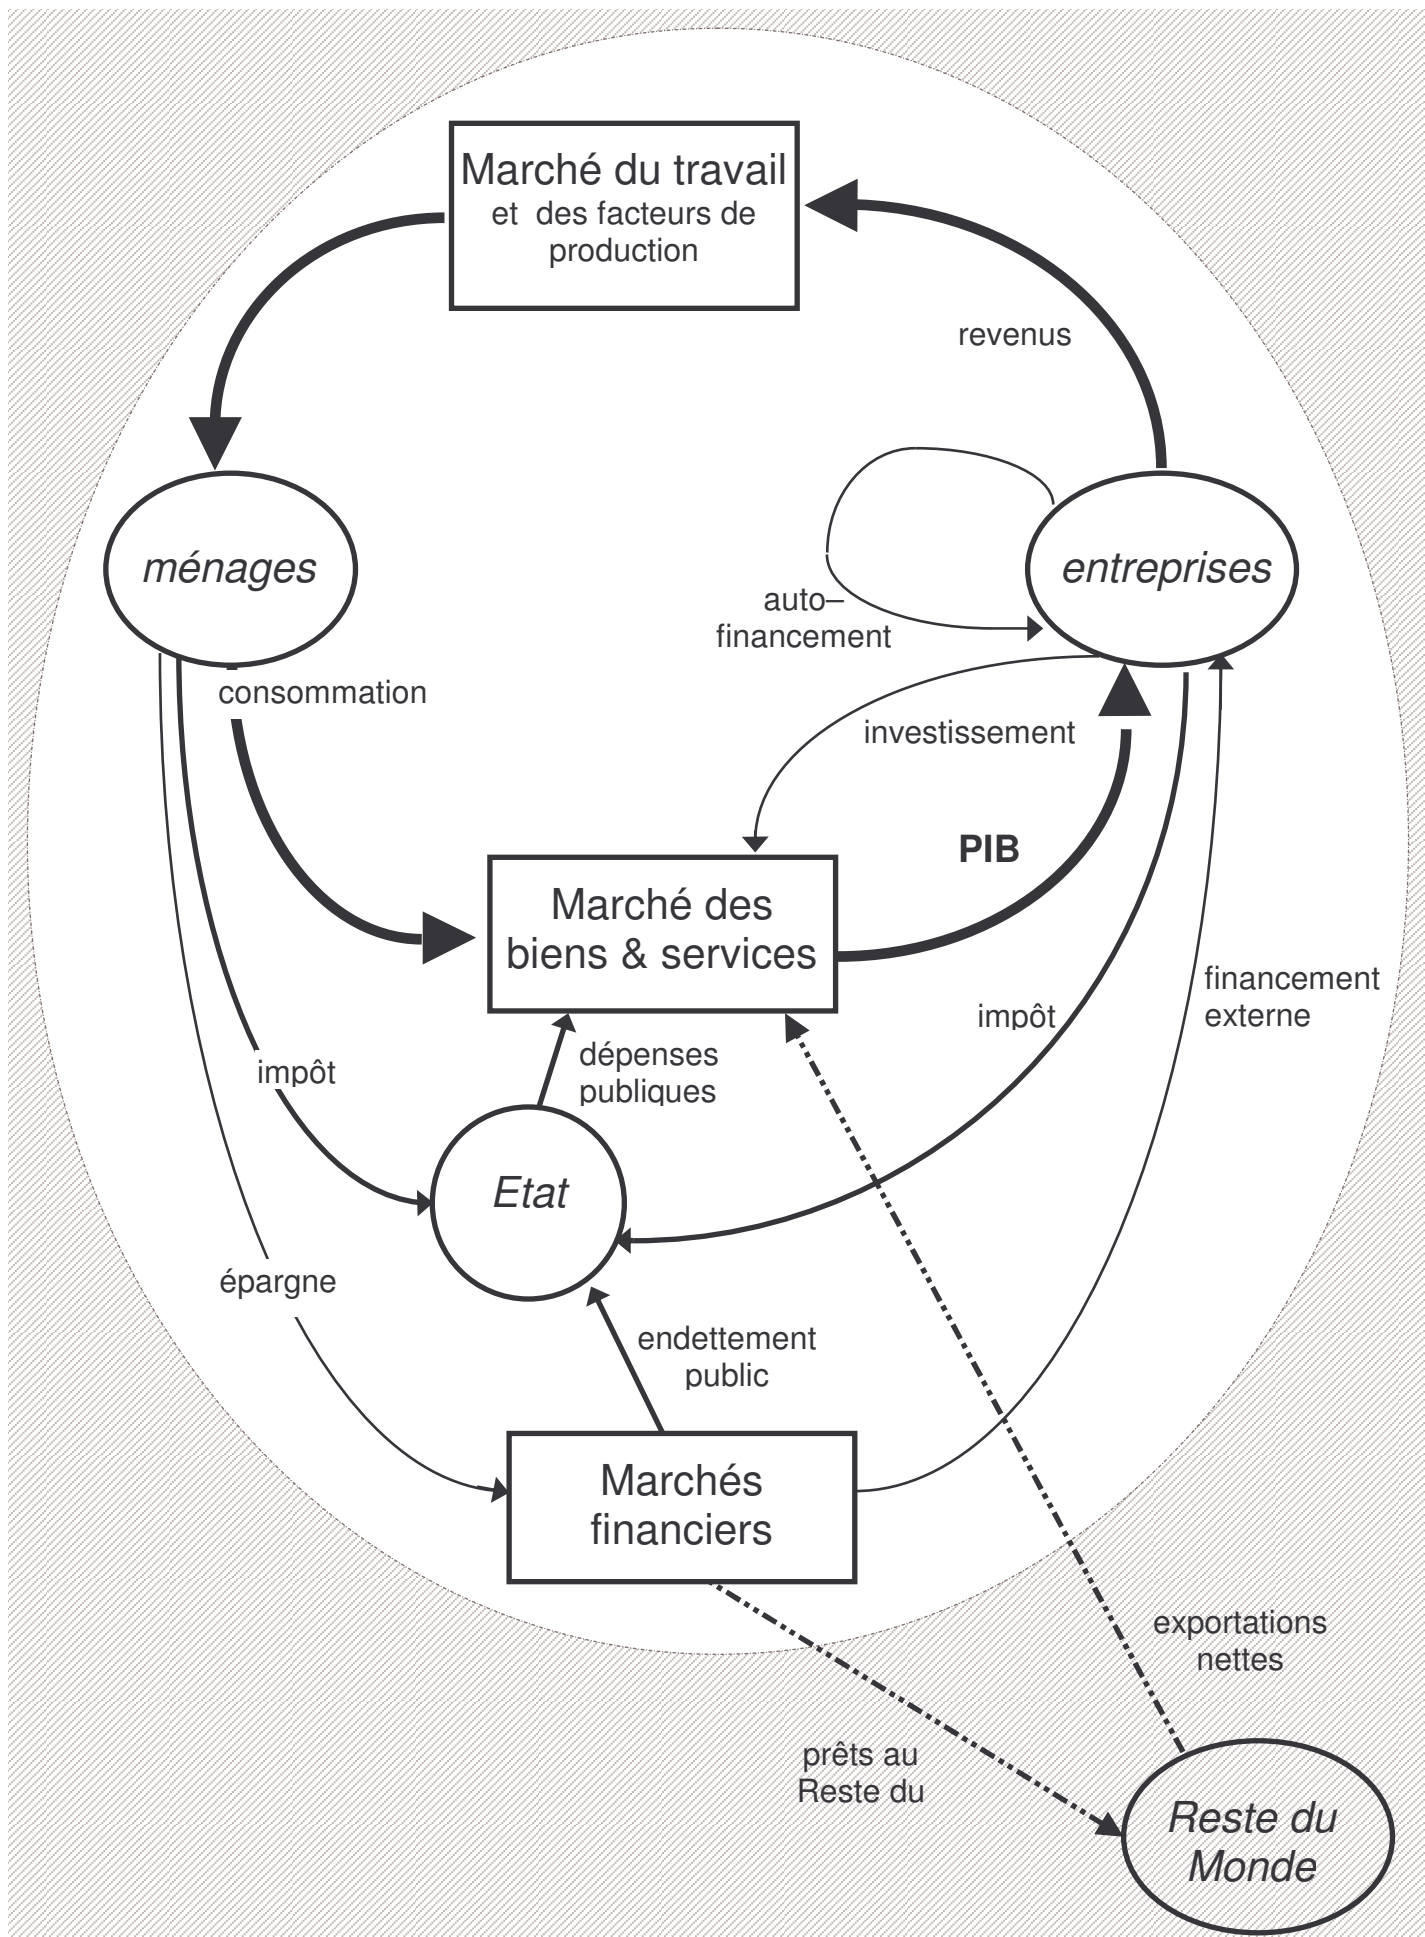 Marché du travail
et des facteurs de
production
revenus
ménages
entreprises
auto–
financement
consommation
investissement
PIB
Marché des
biens & services
financement
externe
impôt
dépenses
publiques
impôt
Etat
épargne
endettement
public
Marchés
financiers
exportations
nettes
prêts au
Reste du
Reste du
Monde